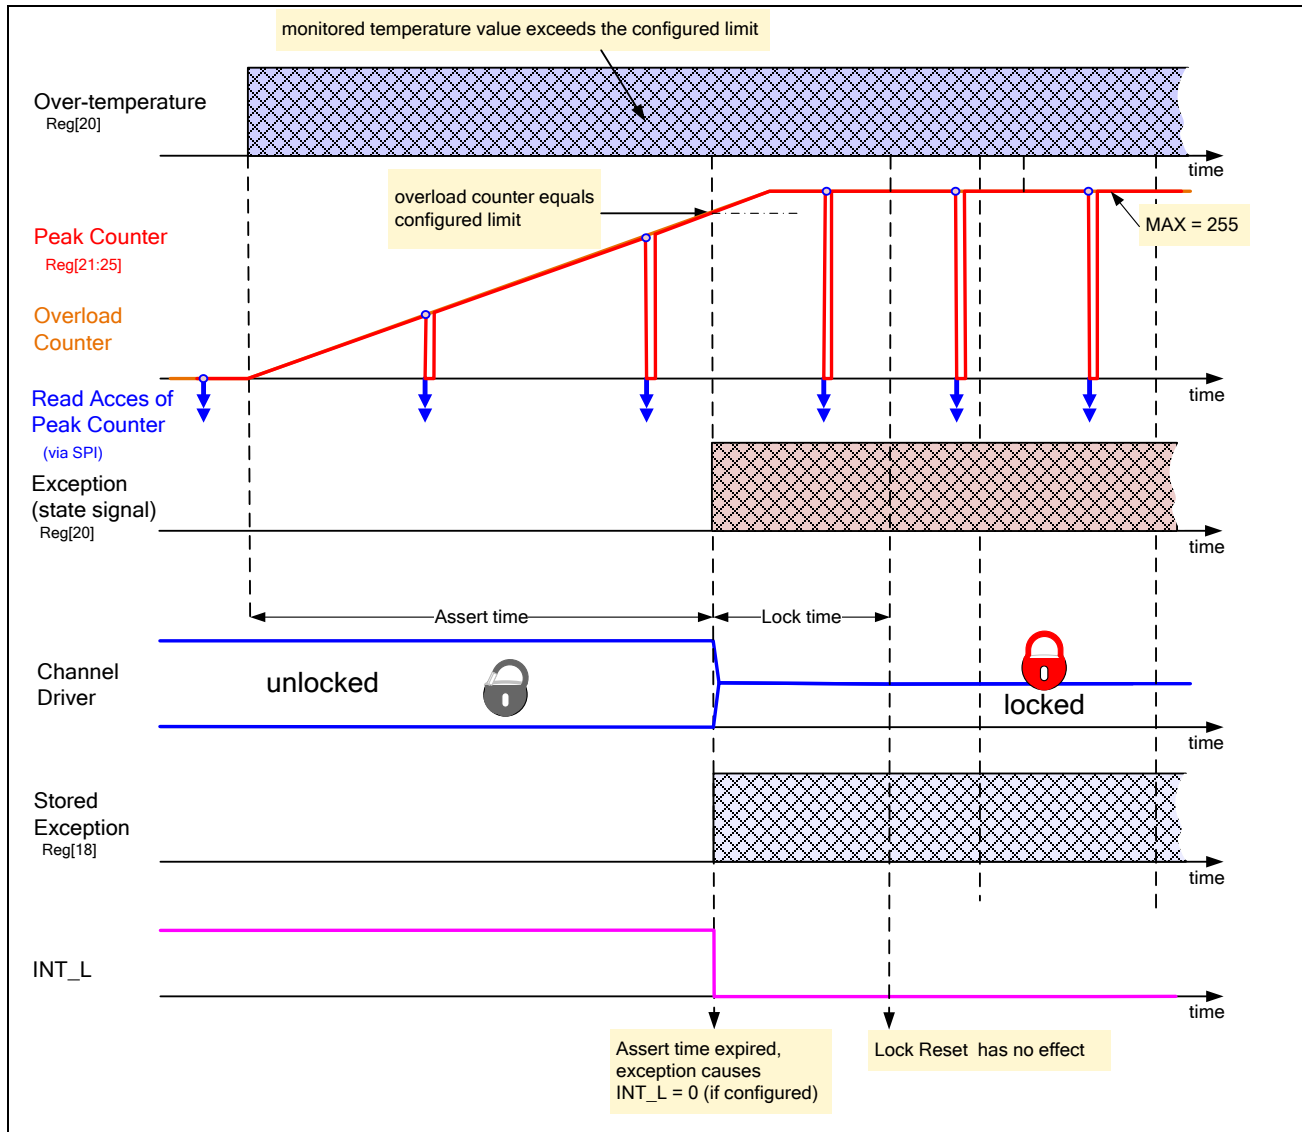 monitored temperature value exceeds the configured limit
Over-temperature
Reg[20]
time
overload counter equals
configured limit
MAX = 255
Peak Counter
Reg[21:25]
Overload
Counter
time
Read Acces of
Peak Counter
(via SPI)
Exception
(state signal)
Reg[20]
time
Assert time
Lock time
Channel
Driver
unlocked
locked
time
Stored
Exception
Reg[18]
time
INT_L
time
Assert time expired,
exception causes
INT_L = 0 (if configured)
Lock Reset has no effect